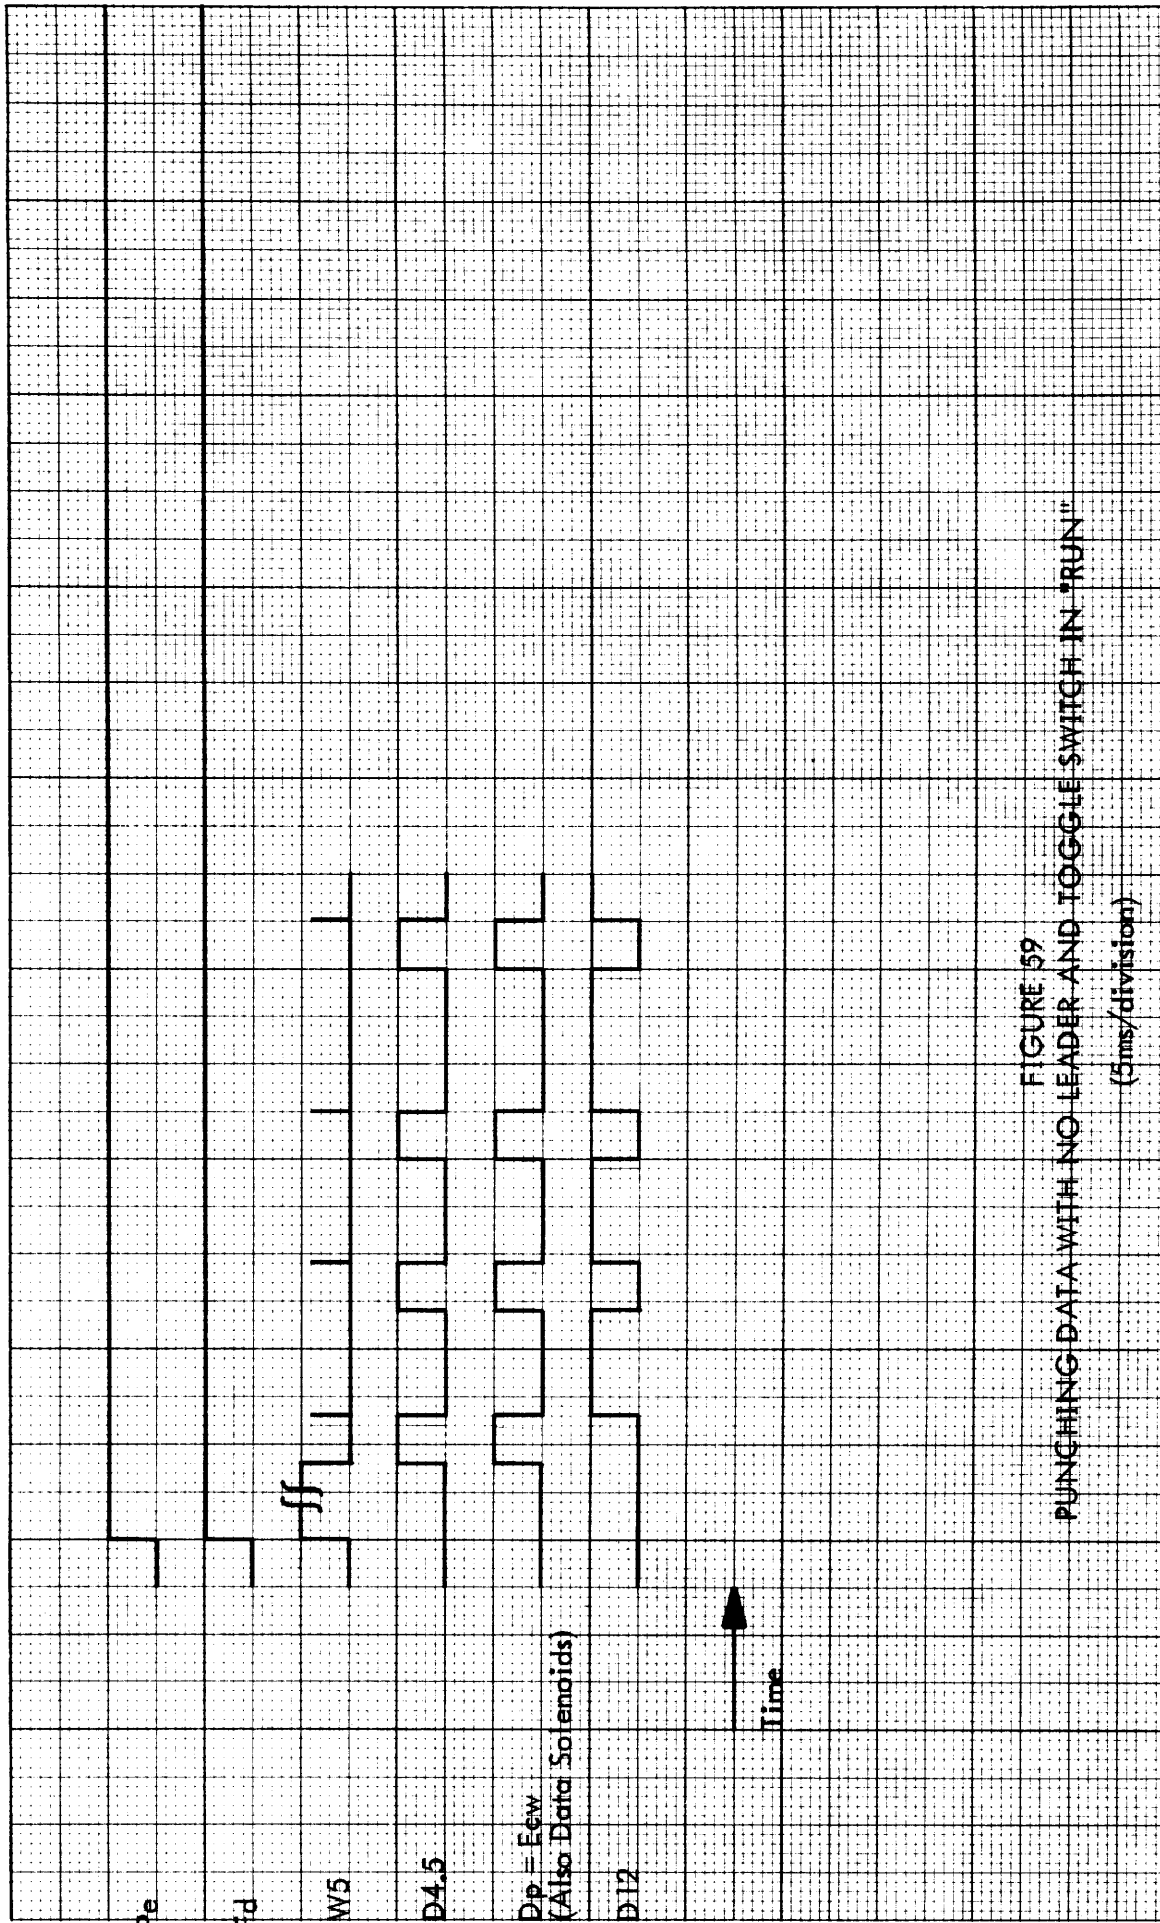 W5
D4.5
Dp = Ecw
(Also Data Solenoids)
D12
Time
FIGURE 59
PUNCHING DATA WITH NO LEADER AND TOGGLE SWITCH IN "RUN"
(5ms/division)